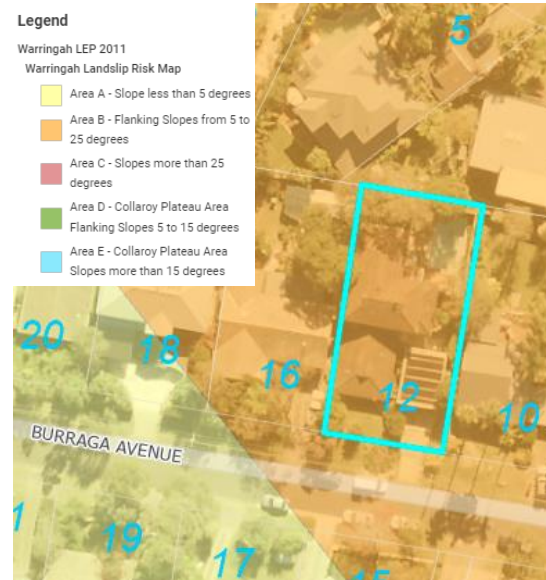 Legend
Warringah LEP 2011
Warringah Landslip Risk Map
Area A - Slope less than 5 degrees
Area B - Flanking Slopes from 5 to
25 degrees
Area C - Slopes more than 25
degrees
Area D - Collaroy Plateau Area
Flanking Slopes 5 to 15 degrees
Area E - Collaroy Plateau Area
Slopes more than 15 degrees
5
20
18
16
12
10
BURRAGA AVENUE
19
17